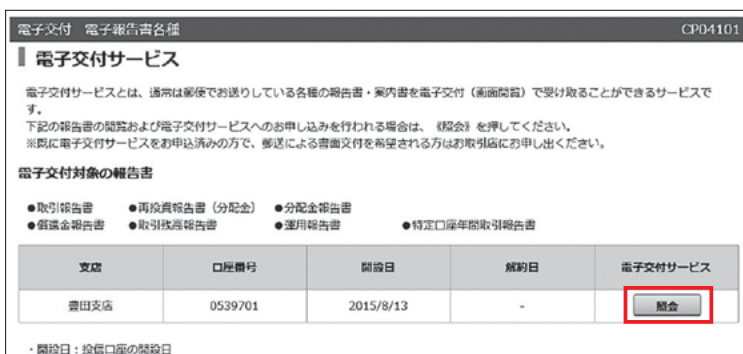 電子交付 電子報告書各種 CP04101
電子交付サービス
電子交付サービスとは、通常は郵便でお送りしている各種の報告書・案内書を電子交付（画面閲覧）で受け取ることができるサービスで
す。
下記の報告書の閲覧および電子交付サービスへのお申し込みを行われる場合は、《照会》を押してください。
※既に電子交付サービスをお申込済みの方で、郵送による書面交付を希望される方はお取引店にお申し出ください。
電子交付対象の報告書
●取引報告書 ●再投資報告書（分配金） ●分配金報告書
●償還金報告書 ●取引残高報告書 ●運用報告書 ●特定口座年間取引報告書
支店 口座番号 開設日 解約日 電子交付サービス
豊田支店 0539701 2015/8/13 - 照会
・開設日：投信口座の開設日